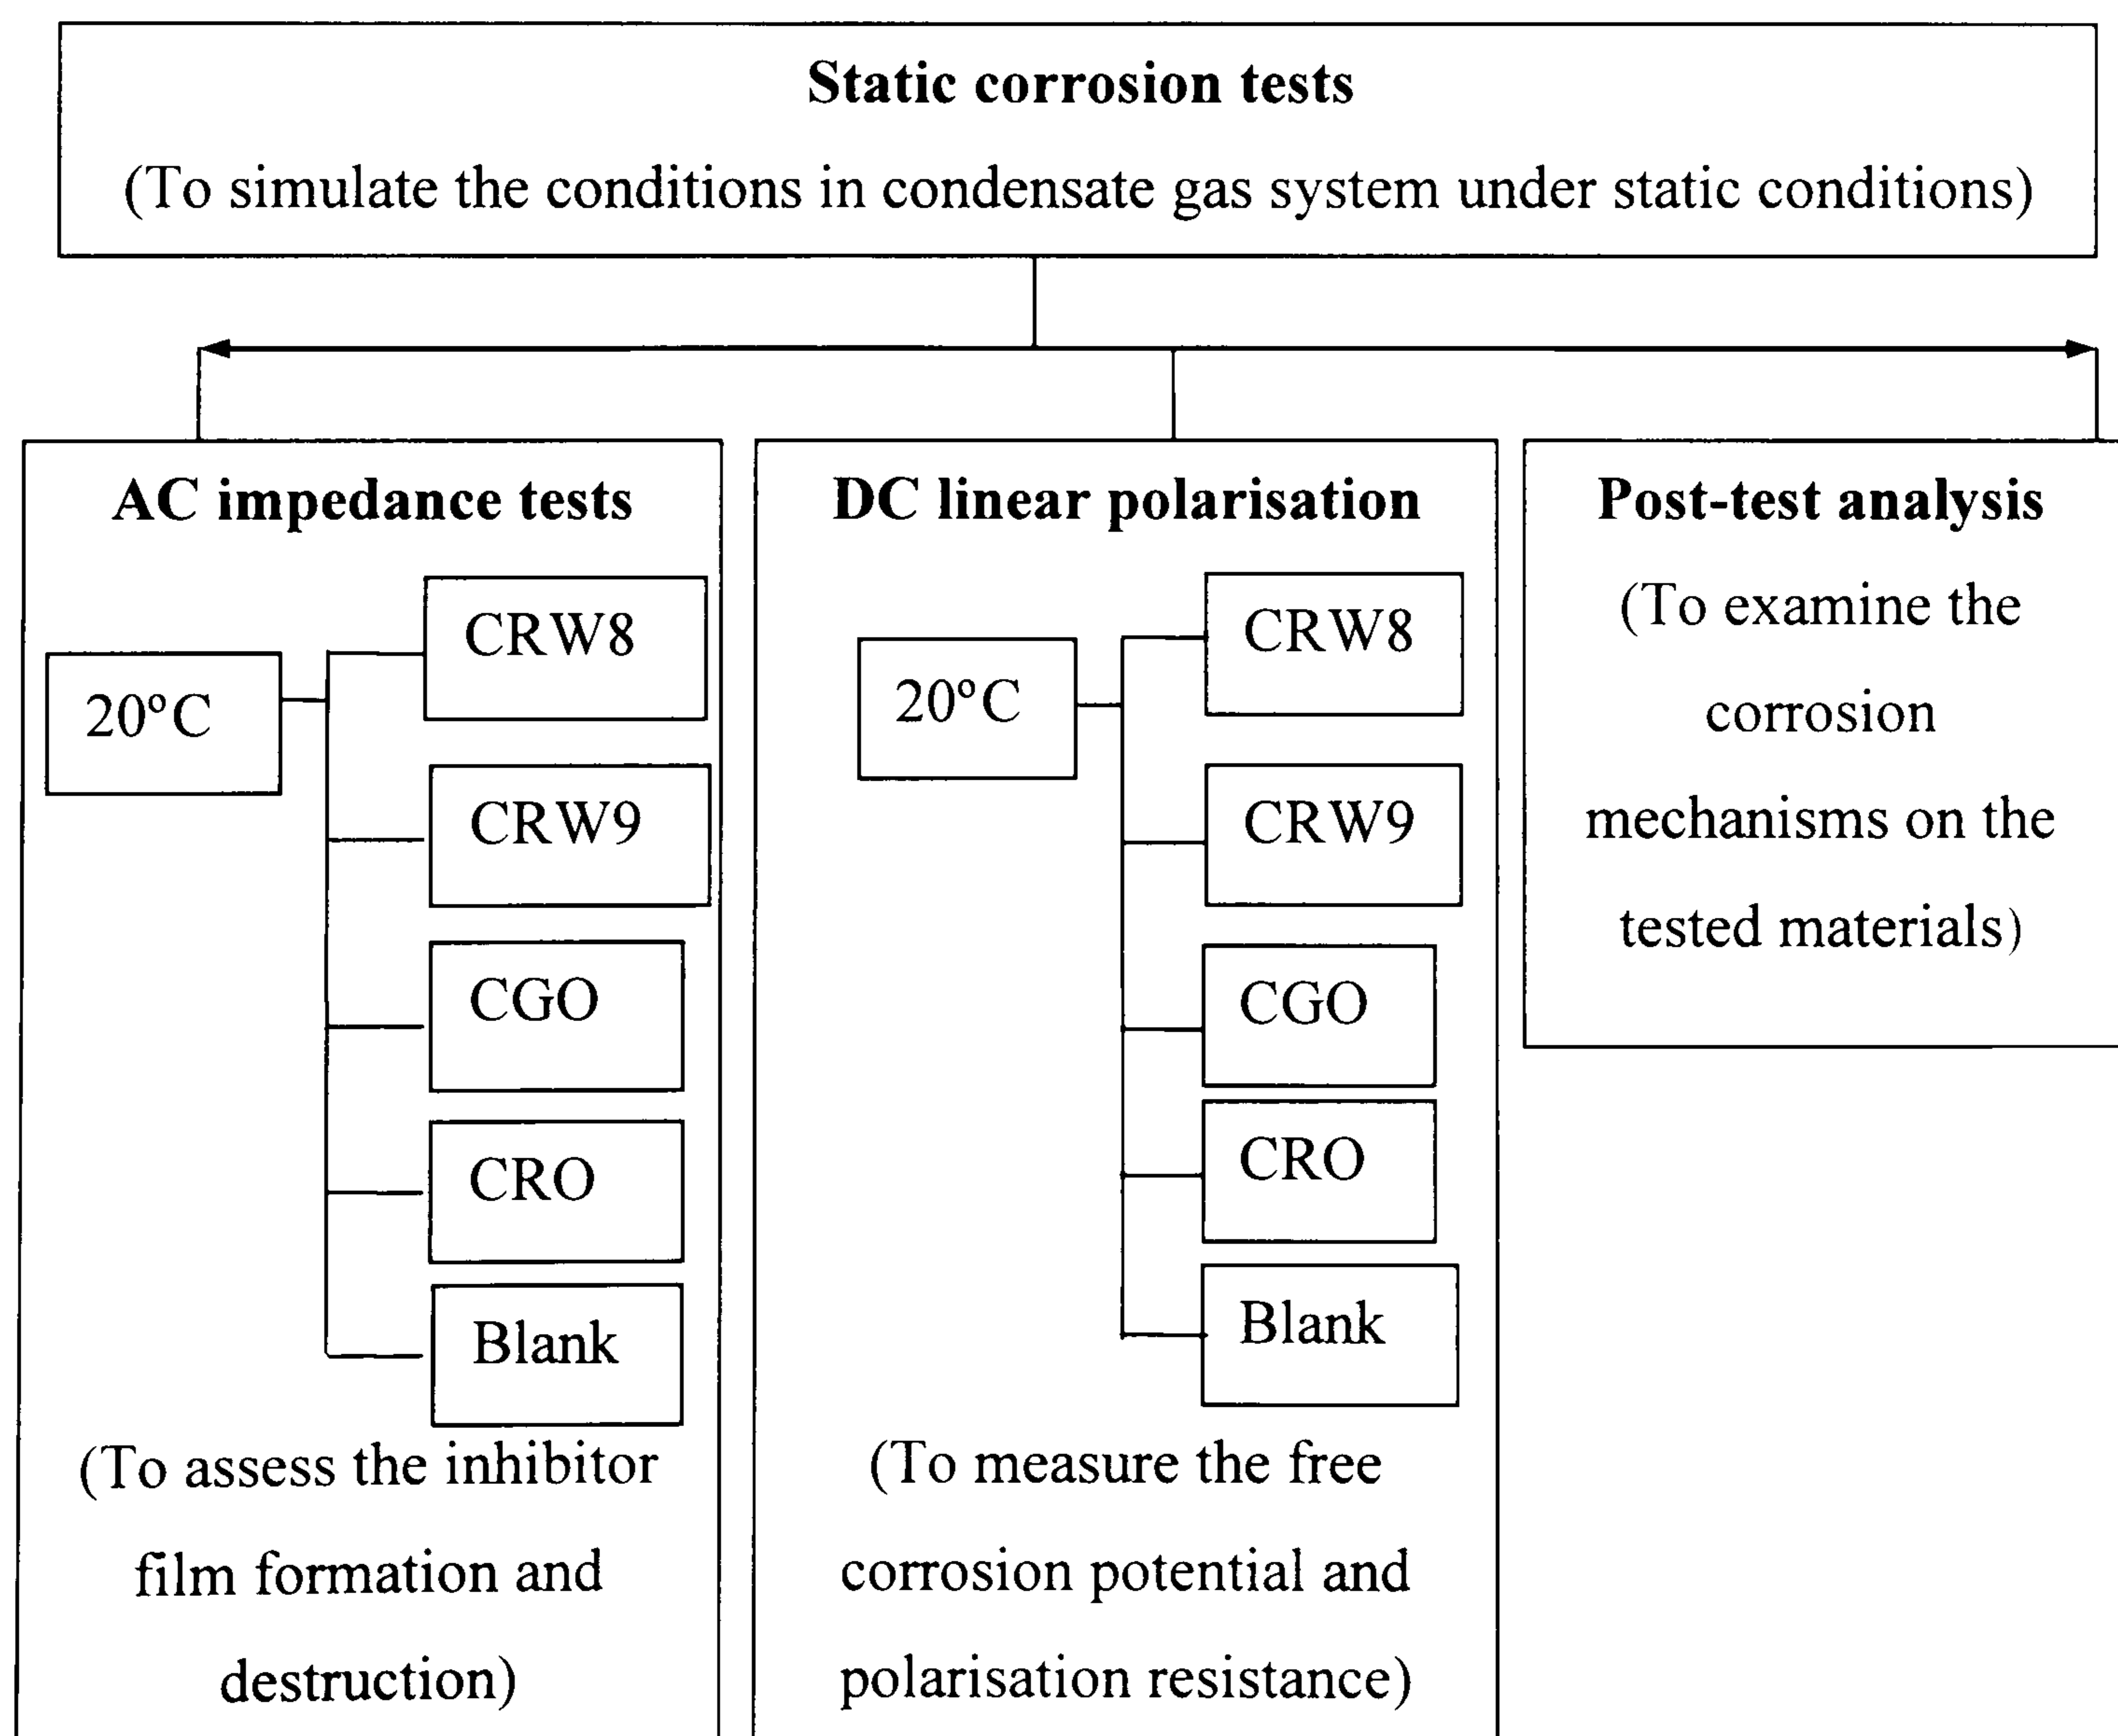 Static corrosion tests
(To simulate the conditions in condensate gas system under static conditions)
AC impedance tests
20°C
CRW8
CRW9
CGO
CRO
Blank
(To assess the inhibitor
film formation and
destruction)
DC linear polarisation
20°C
CRW8
CRW9
CGO
CRO
Blank
(To measure the free
corrosion potential and
polarisation resistance)
Post-test analysis
(To examine the
corrosion
mechanisms on the
tested materials)